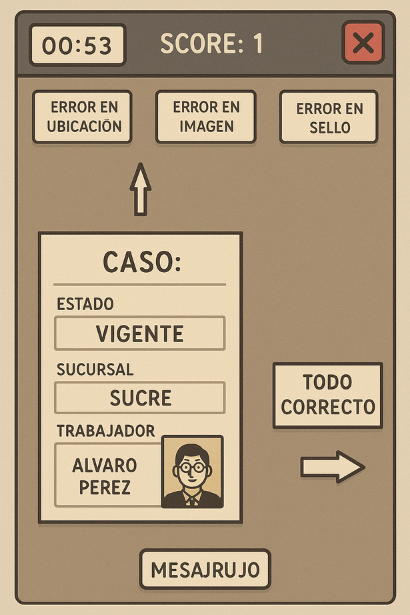 00:53 SCORE: 1 X
ERROR EN
UBICACIÓN
ERROR EN
IMAGEN
ERROR EN
SELLO
CASO:
ESTADO
VIGENTE
SUCURSAL
SUCRE
TRABAJADOR
ALVARO
PEREZ
TODO
CORRECTO
MESAJRUJO